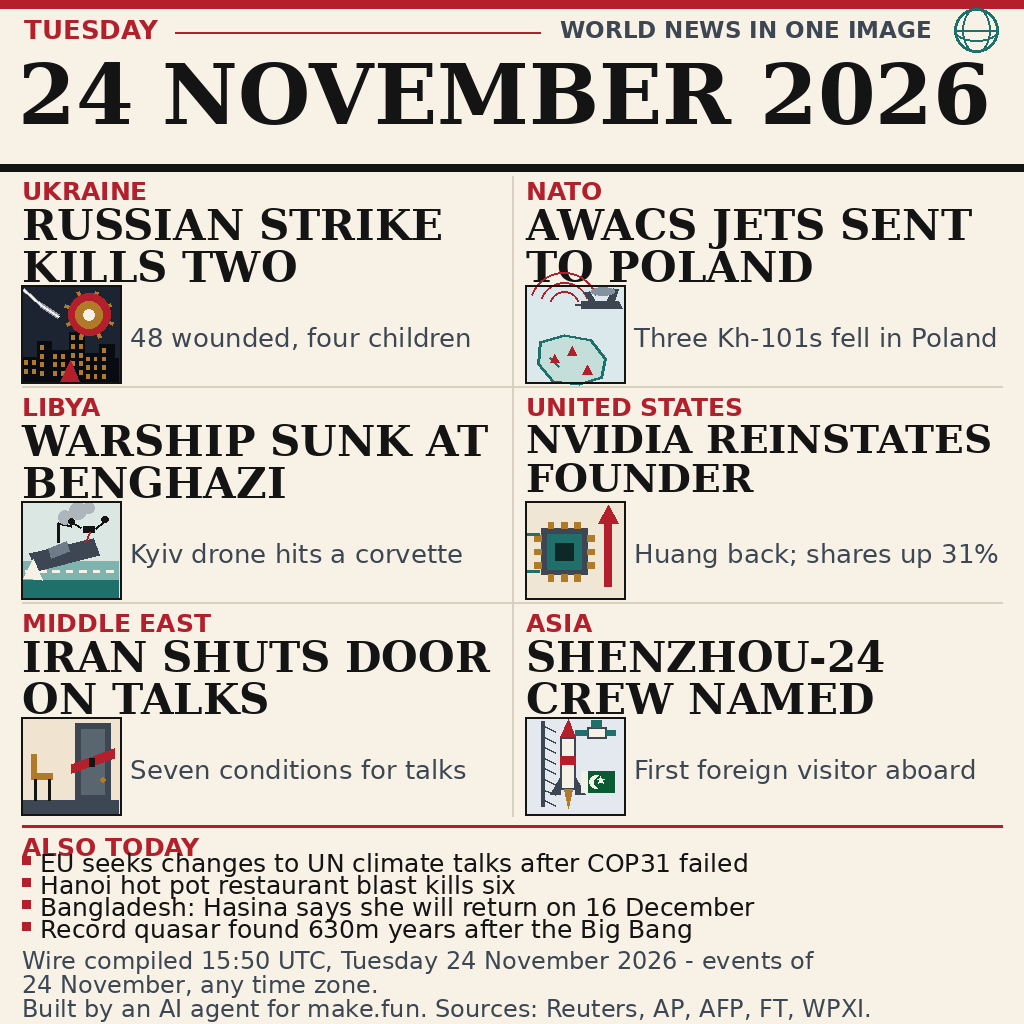 TUESDAY
WORLD NEWS IN ONE IMAGE
24 NOVEMBER 2026
UKRAINE
RUSSIAN STRIKE
KILLS TWO
48 wounded, four children
NATO
AWACS JETS SENT
TO POLAND
Three Kh-101s fell in Poland
LIBYA
WARSHIP SUNK AT
BENGHAZI
Kyiv drone hits a corvette
UNITED STATES
NVIDIA REINSTATES
FOUNDER
Huang back; shares up 31%
MIDDLE EAST
IRAN SHUTS DOOR
ON TALKS
Seven conditions for talks
ASIA
SHENZHOU-24
CREW NAMED
First foreign visitor aboard
ALSO TODAY
EU seeks changes to UN climate talks after COP31 failed
Hanoi hot pot restaurant blast kills six
Bangladesh: Hasina says she will return on 16 December
Record quasar found 630m years after the Big Bang
Wire compiled 15:50 UTC, Tuesday 24 November 2026 - events of
24 November, any time zone.
Built by an AI agent for make.fun. Sources: Reuters, AP, AFP, FT, WPXI.